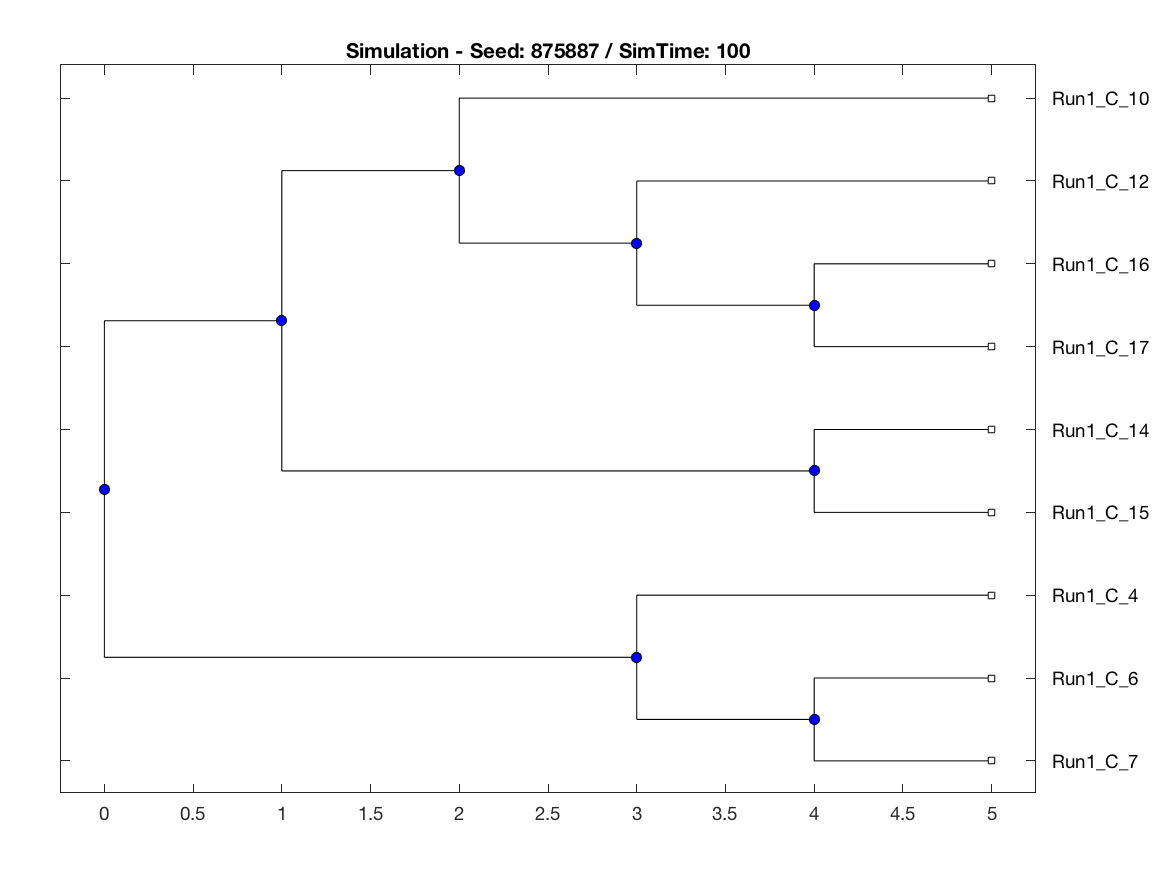 Simulation - Seed: 875887 / SimTime: 100
Run1_C_10
Run1_C_12
Run1_C_16
Run1_C_17
Run1_C_14
Run1_C_15
Run1_C_4
Run1_C_6
Run1_C_7
0 0.5 1 1.5 2 2.5 3 3.5 4 4.5 5